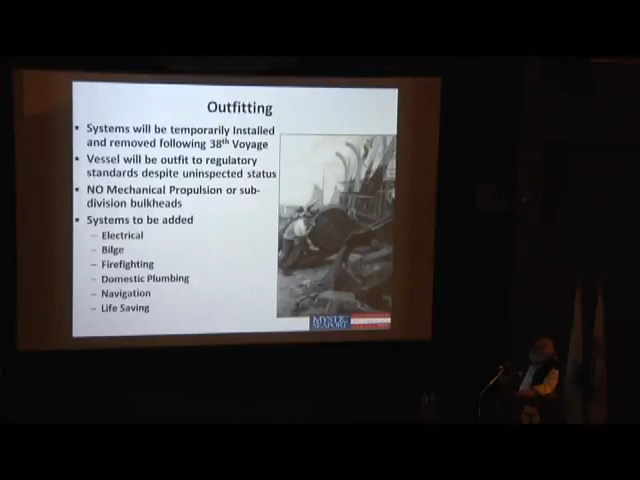 Outfitting
• Systems will be temporarily Installed
and removed following 38th Voyage
• Vessel will be outfit to regulatory
standards despite uninspected status
• NO Mechanical Propulsion or sub-
division bulkheads
• Systems to be added
– Electrical
– Bilge
– Firefighting
– Domestic Plumbing
– Navigation
– Life Saving
MYSTIC
SEAPORT